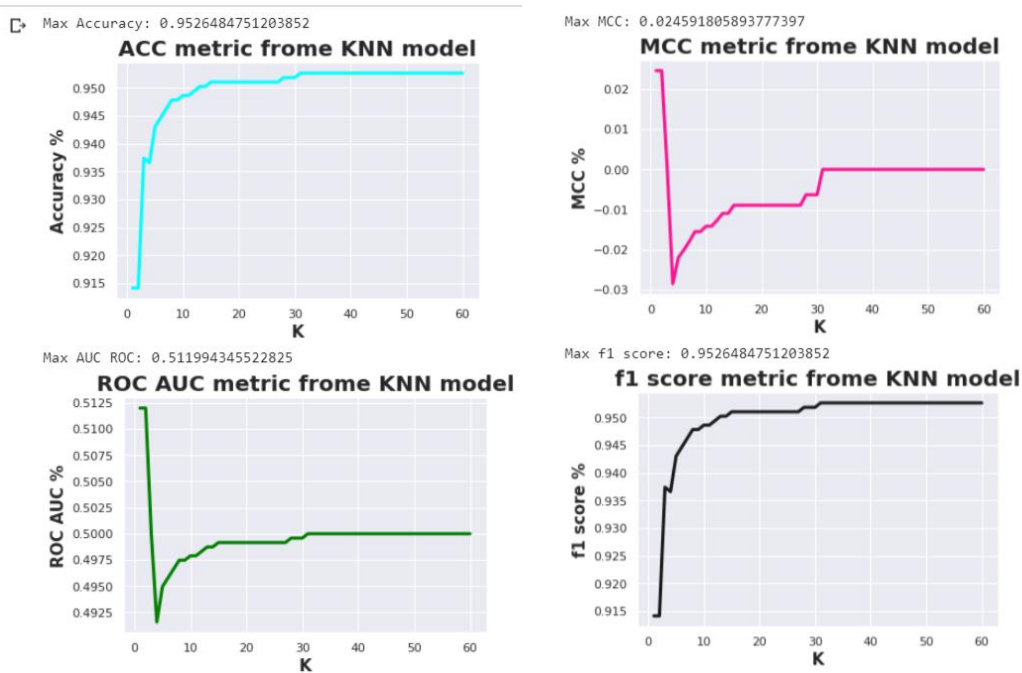 Max Accuracy: 0.9526484751203852
ACC metric frome KNN model
Accuracy %
0.950
0.945
0.940
0.935
0.930
0.925
0.920
0.915
0 10 20 30 40 50 60
K
Max MCC: 0.024591805893777397
MCC metric frome KNN model
MCC %
0.02
0.01
0.00
−0.01
−0.02
−0.03
0 10 20 30 40 50 60
K
Max AUC ROC: 0.511994345522825
ROC AUC metric frome KNN model
ROC AUC %
0.5125
0.5100
0.5075
0.5050
0.5025
0.5000
0.4975
0.4950
0.4925
0 10 20 30 40 50 60
K
Max f1 score: 0.9526484751203852
f1 score metric frome KNN model
f1 score %
0.950
0.945
0.940
0.935
0.930
0.925
0.920
0.915
0 10 20 30 40 50 60
K